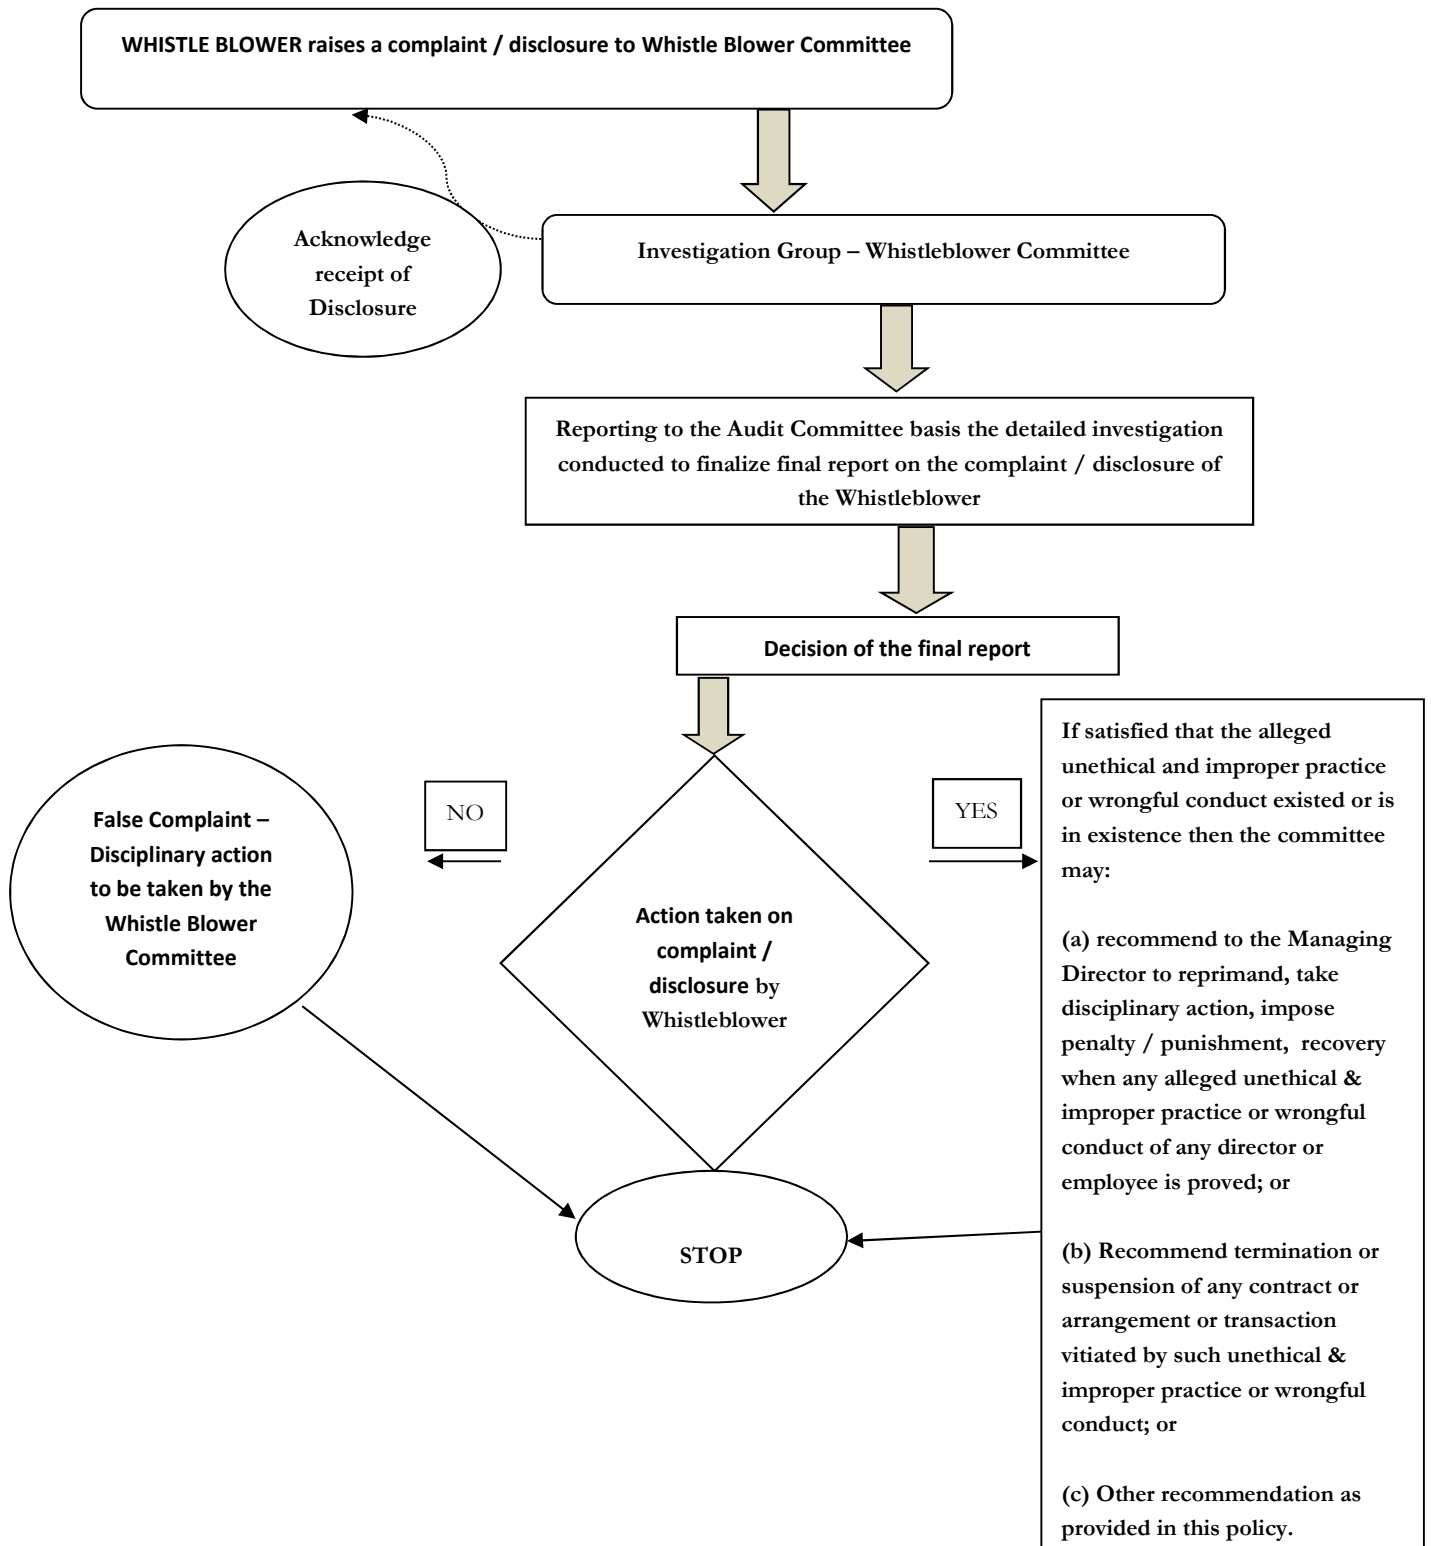 WHISTLE BLOWER raises a complaint / disclosure to Whistle Blower Committee
Acknowledge
receipt of
Disclosure
Investigation Group – Whistleblower Committee
Reporting to the Audit Committee basis the detailed investigation
conducted to finalize final report on the complaint / disclosure of
the Whistleblower
Decision of the final report
NO
YES
False Complaint –
Disciplinary action
to be taken by the
Whistle Blower
Committee
Action taken on
complaint /
disclosure by
Whistleblower
If satisfied that the alleged
unethical and improper practice
or wrongful conduct existed or is
in existence then the committee
may:
(a) recommend to the Managing
Director to reprimand, take
disciplinary action, impose
penalty / punishment, recovery
when any alleged unethical &
improper practice or wrongful
conduct of any director or
employee is proved; or
(b) Recommend termination or
suspension of any contract or
arrangement or transaction
vitiated by such unethical &
improper practice or wrongful
conduct; or
(c) Other recommendation as
provided in this policy.
STOP